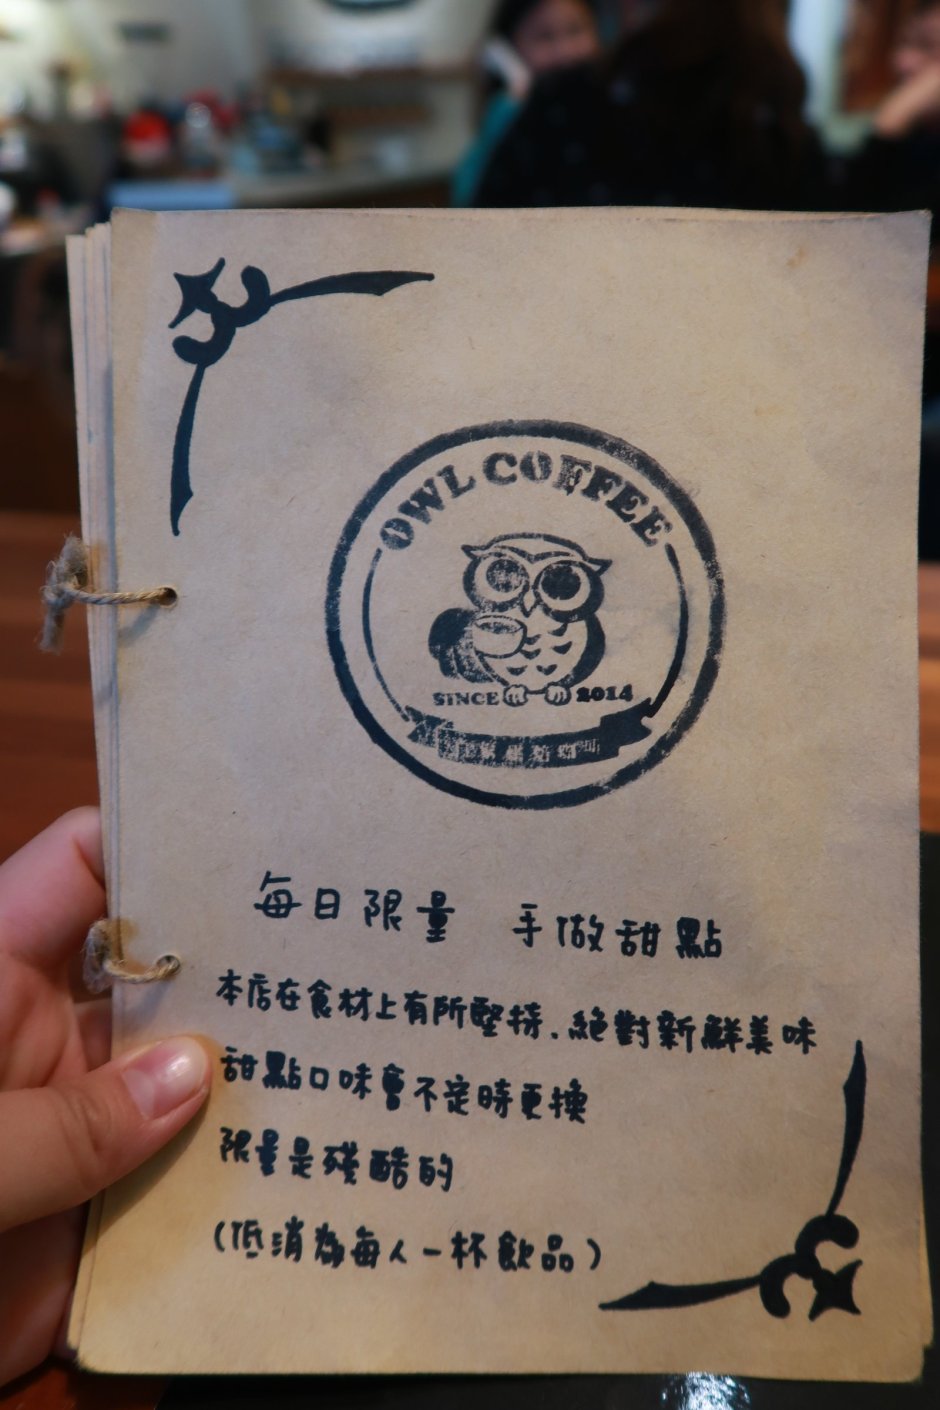 OWL COFFEE
SINCE 2014
每日限量 手做甜點
本店在食材上有所堅持、絕對新鮮美味
甜點口味會不定時更換
限量是殘酷的
(低消為每人一杯飲品)